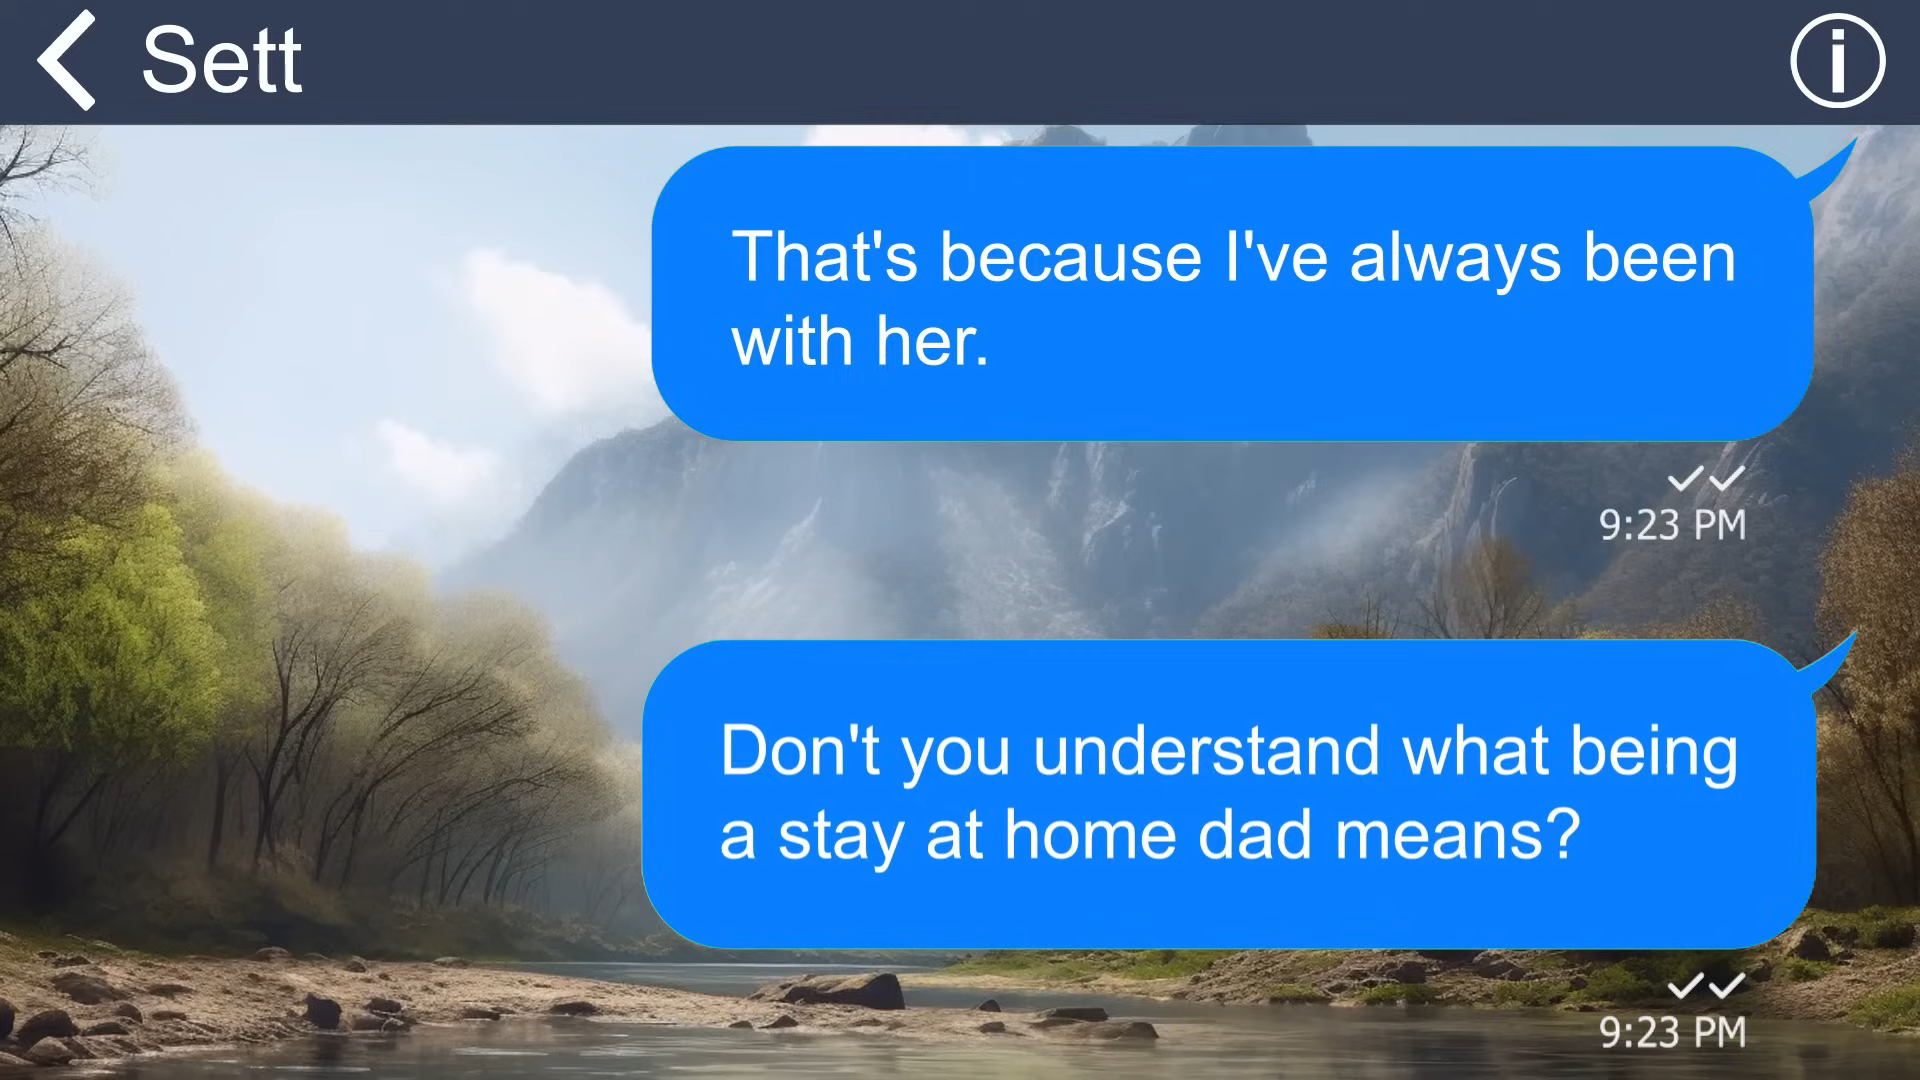 Sett
That's because I've always been
with her.
9:23 PM
Don't you understand what being
a stay at home dad means?
9:23 PM